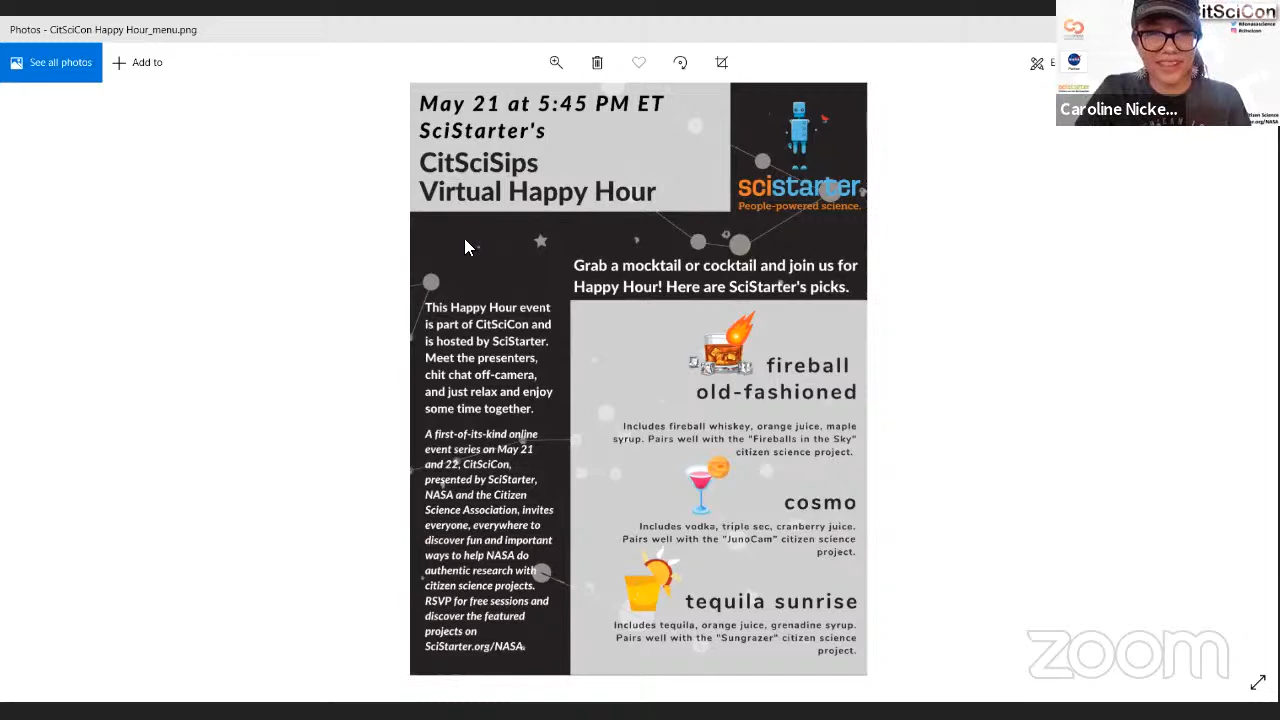 Photos - CitSciCon Happy Hour_menu.png
See all photos
Add to
May 21 at 5:45 PM ET
SciStarter's
CitSciSips
Virtual Happy Hour
scistarter
People-powered science.
Grab a mocktail or cocktail and join us for
Happy Hour! Here are SciStarter's picks.
This Happy Hour event
is part of CitSciCon and
is hosted by SciStarter.
Meet the presenters,
chit chat off-camera,
and just relax and enjoy
some time together.
A first-of-its-kind online
event series on May 21
and 22, CitSciCon,
presented by SciStarter,
NASA and the Citizen
Science Association, invites
everyone, everywhere to
discover fun and important
ways to help NASA do
authentic research with
citizen science projects.
RSVP for free sessions and
discover the featured
projects on
SciStarter.org/NASA.
fireball
old-fashioned
Includes fireball whiskey, orange juice, maple
syrup. Pairs well with the "Fireballs in the Sky"
citizen science project.
cosmo
Includes vodka, triple sec, cranberry juice.
Pairs well with the "JunoCam" citizen science
project.
tequila sunrise
Includes tequila, orange juice, grenadine syrup.
Pairs well with the "Sungrazer" citizen science
project.
itSciCon
Caroline Nicke...
zoom